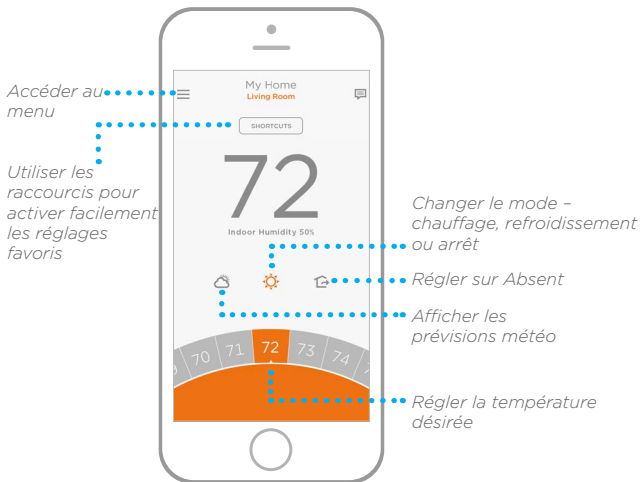 Accéder au
menu
Utiliser les
raccourcis pour
activer facilement
les réglages
favoris
My Home
Living Room
SHORTCUTS
72
Indoor Humidity 50%
70 71 72 73 74
Changer le mode –
chauffage, refroidissement
ou arrêt
Régler sur Absent
Afficher les
prévisions météo
Régler la température
désirée